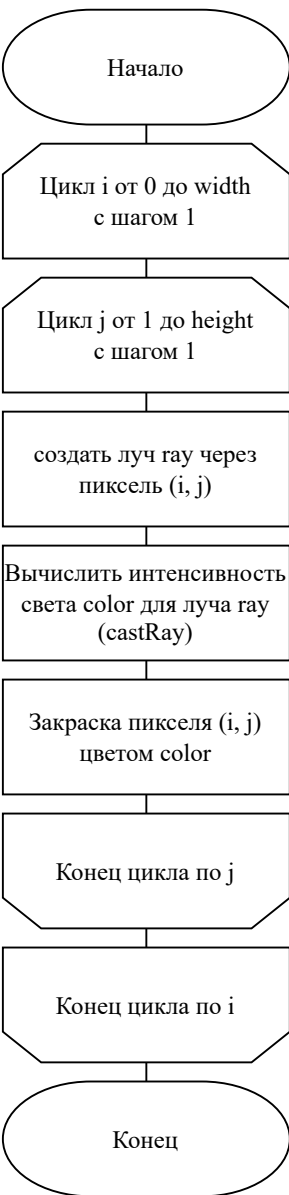 Начало
Цикл i от 0 до width
с шагом 1
Цикл j от 1 до height
с шагом 1
создать луч ray через
пиксель (i, j)
Вычислить интенсивность
света color для луча ray
(castRay)
Закраска пикселя (i, j)
цветом color
Конец цикла по j
Конец цикла по i
Конец